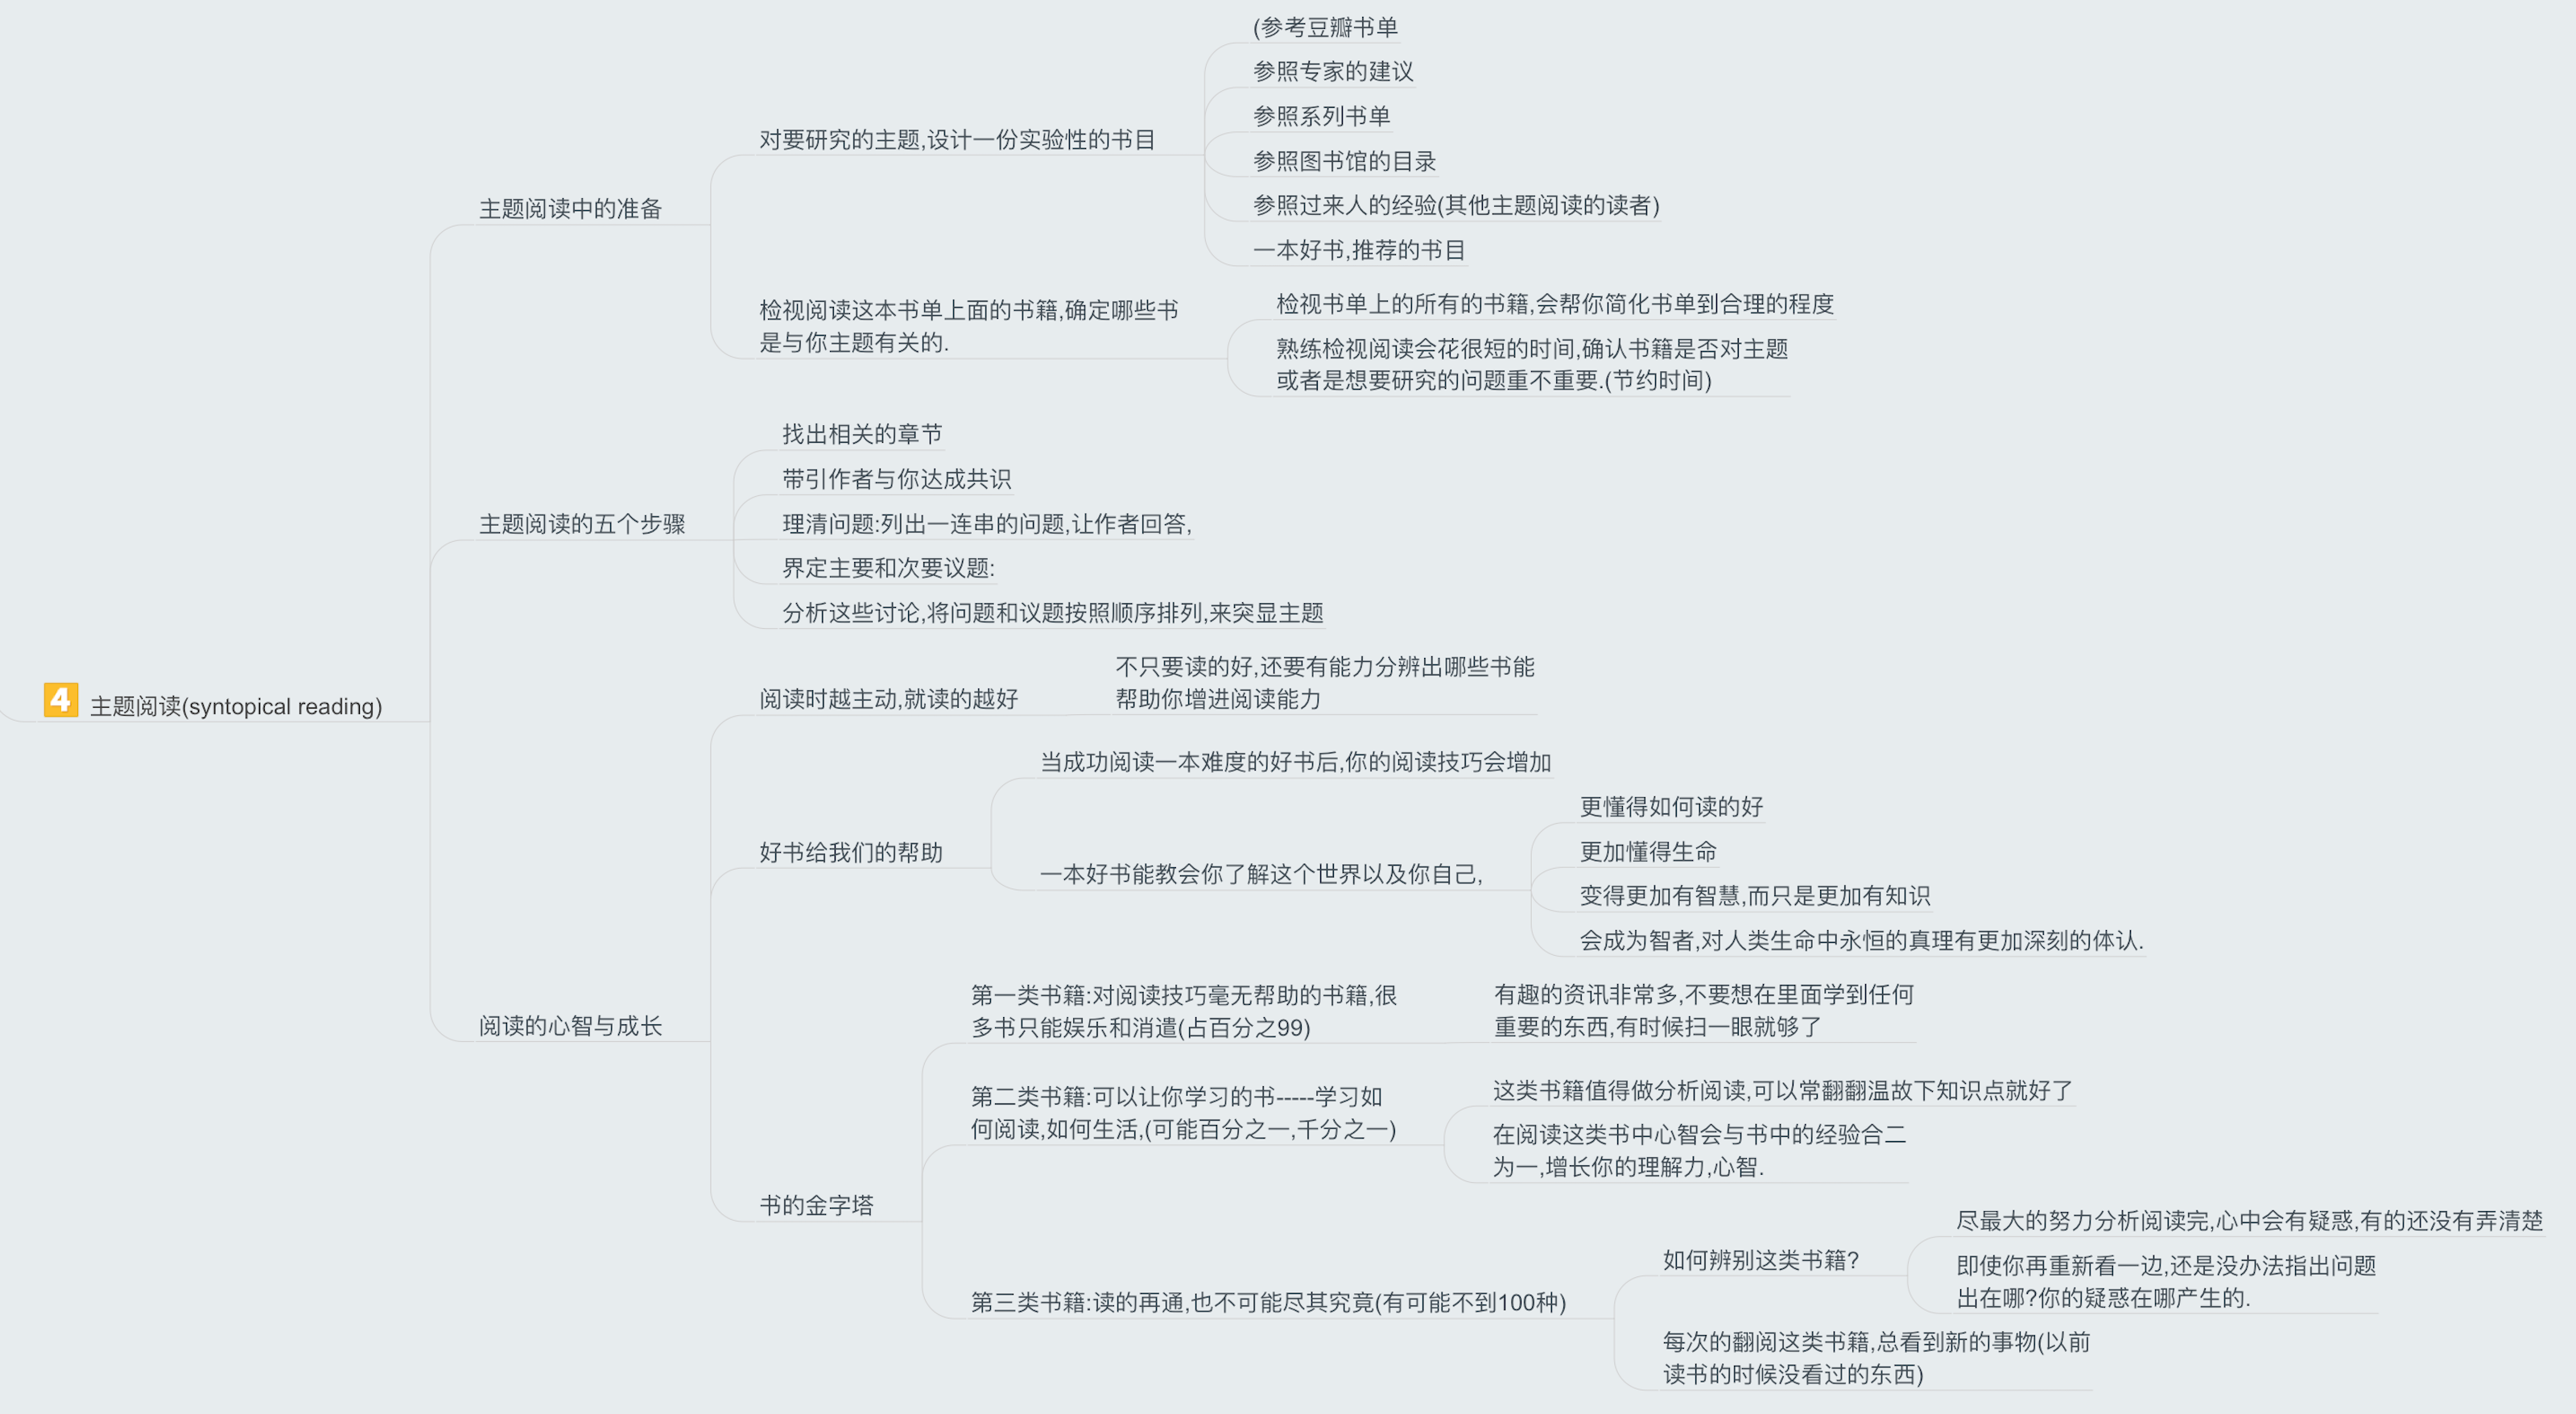 4 主题阅读(syntopical reading)
主题阅读中的准备
对要研究的主题,设计一份实验性的书目
(参考豆瓣书单
参照专家的建议
参照系列书单
参照图书馆的目录
参照过来人的经验(其他主题阅读的读者)
一本好书,推荐的书目
检视阅读这本书单上面的书籍,确定哪些书
是与你主题有关的.
检视书单上的所有的书籍,会帮你简化书单到合理的程度
熟练检视阅读会花很短的时间,确认书籍是否对主题
或者是想要研究的问题重不重要.(节约时间)
主题阅读的五个步骤
找出相关的章节
带引作者与你达成共识
理清问题:列出一连串的问题,让作者回答,
界定主要和次要议题:
分析这些讨论,将问题和议题按照顺序排列,来突显主题
阅读的心智与成长
阅读时越主动,就读的越好
不只要读的好,还要有能力分辨出哪些书能
帮助你增进阅读能力
好书给我们的帮助
当成功阅读一本难度的好书后,你的阅读技巧会增加
一本好书能教会你了解这个世界以及你自己,
更懂得如何读的好
更加懂得生命
变得更加有智慧,而只是更加有知识
会成为智者,对人类生命中永恒的真理有更加深刻的体认.
书的金字塔
第一类书籍:对阅读技巧毫无帮助的书籍,很
多书只能娱乐和消遣(占百分之99)
有趣的资讯非常多,不要想在里面学到任何
重要的东西,有时候扫一眼就够了
第二类书籍:可以让你学习的书-----学习如
何阅读,如何生活,(可能百分之一,千分之一)
这类书籍值得做分析阅读,可以常翻翻温故下知识点就好了
在阅读这类书中心智会与书中的经验合二
为一,增长你的理解力,心智.
第三类书籍:读的再通,也不可能尽其究竟(有可能不到100种)
如何辨别这类书籍?
尽最大的努力分析阅读完,心中会有疑惑,有的还没有弄清楚
即使你再重新看一边,还是没办法指出问题
出在哪?你的疑惑在哪产生的.
每次的翻阅这类书籍,总看到新的事物(以前
读书的时候没看过的东西)